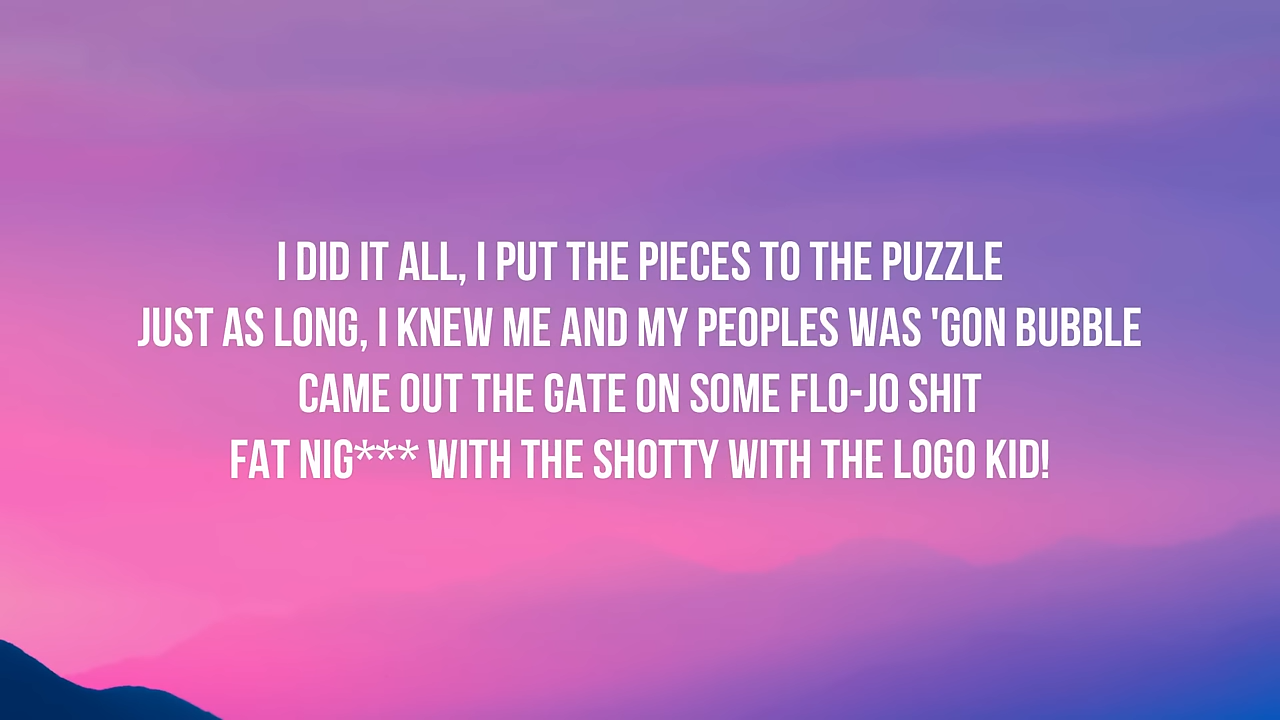 I DID IT ALL, I PUT THE PIECES TO THE PUZZLE
JUST AS LONG, I KNEW ME AND MY PEOPLES WAS 'GON BUBBLE
CAME OUT THE GATE ON SOME FLO-JO SHIT
FAT NIG*** WITH THE SHOTTY WITH THE LOGO KID!